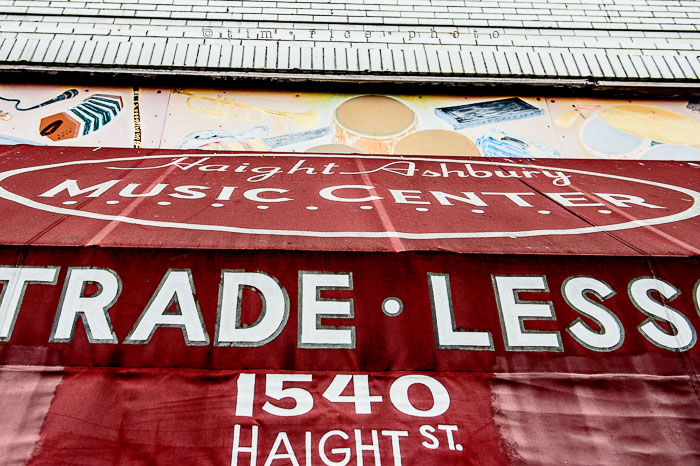 ©·tim·rice·photo
Haight Ashbury
MUSIC CENTER
TRADE · LESS
1540
HAIGHT ST.